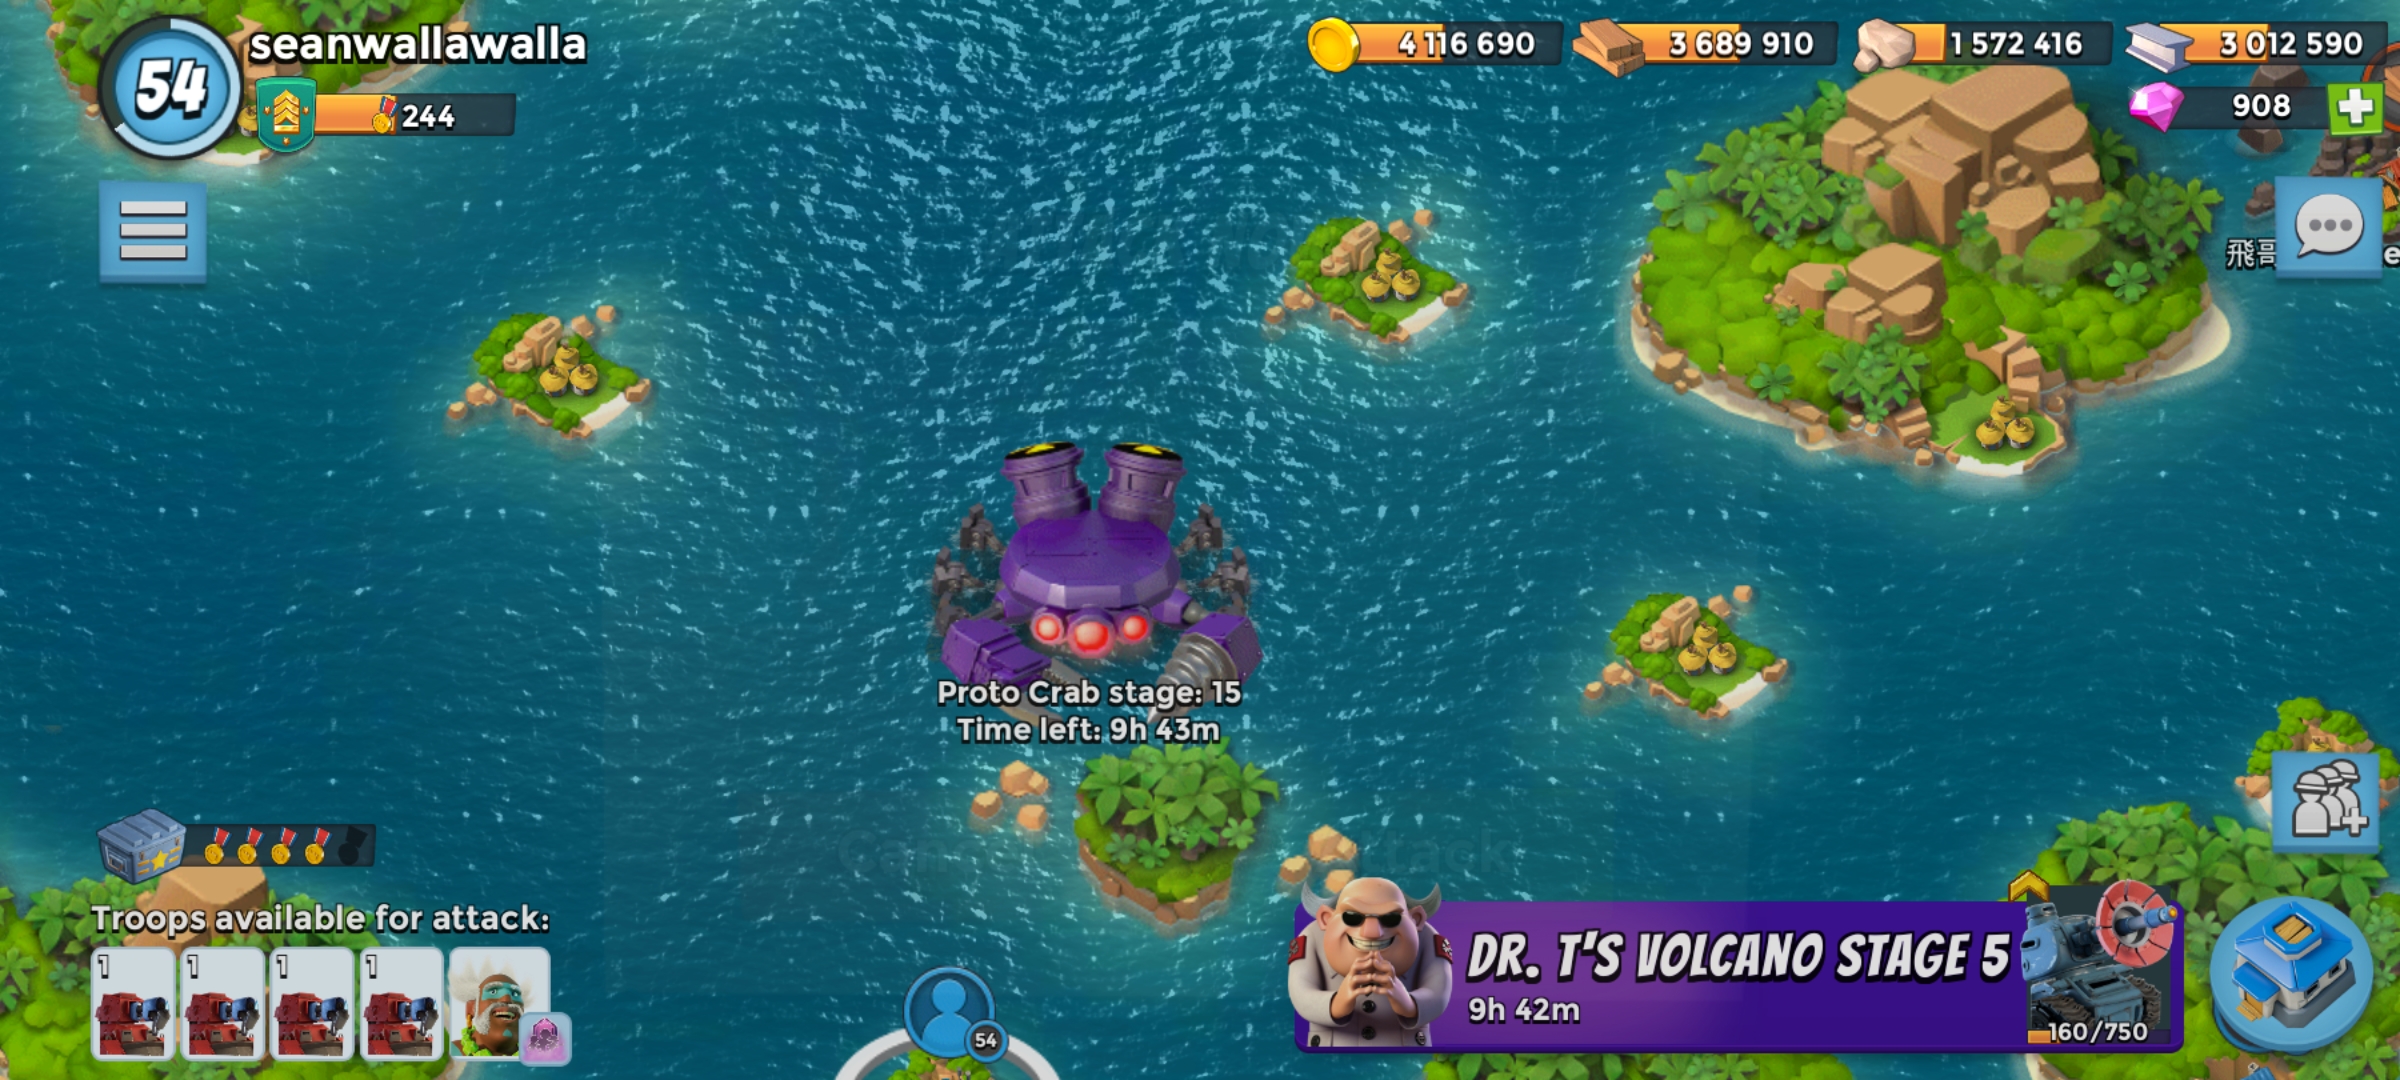 54
seanwallawalla
244
4 116 690
3 689 910
1 572 416
3 012 590
908
飛哥
e
Proto Crab stage: 15
Time left: 9h 43m
Troops available for attack:
1
1
1
1
54
DR. T'S VOLCANO STAGE 5
9h 42m
160/750